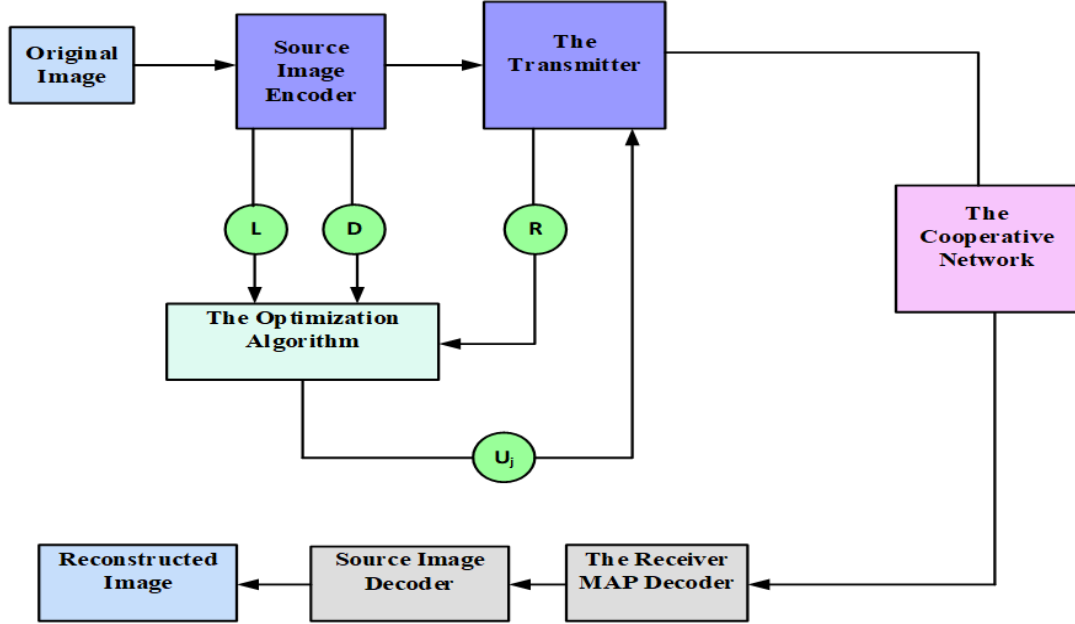 Original
Image
Source
Image
Encoder
The
Transmitter
L
D
R
The
Cooperative
Network
The Optimization
Algorithm
Uj
Reconstructed
Image
Source Image
Decoder
The Receiver
MAP Decoder